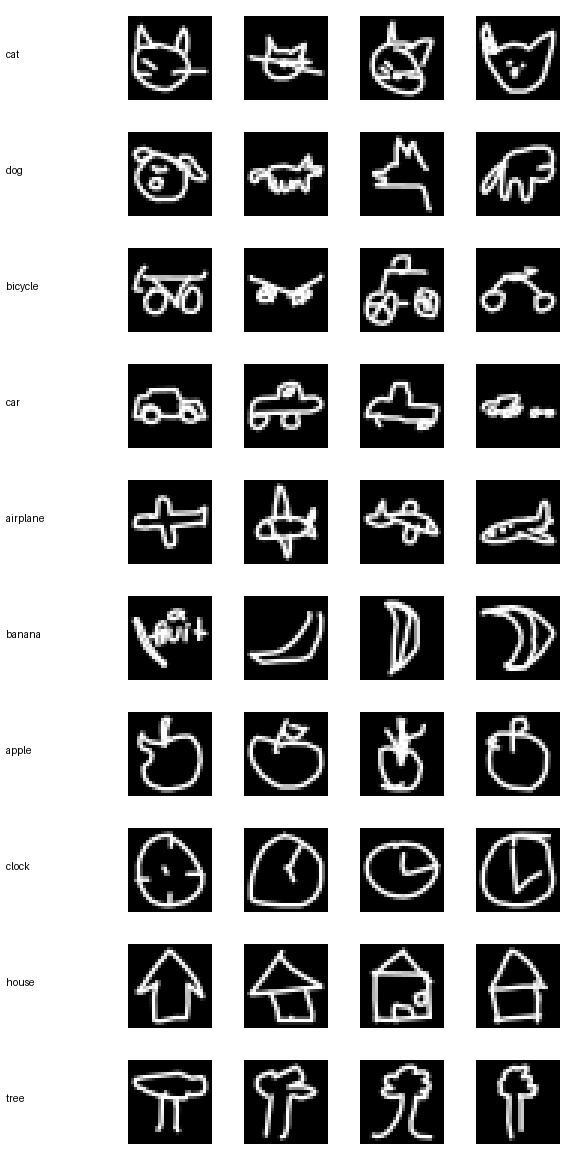 cat
dog
bicycle
car
airplane
banana
a
fruit
apple
clock
house
tree